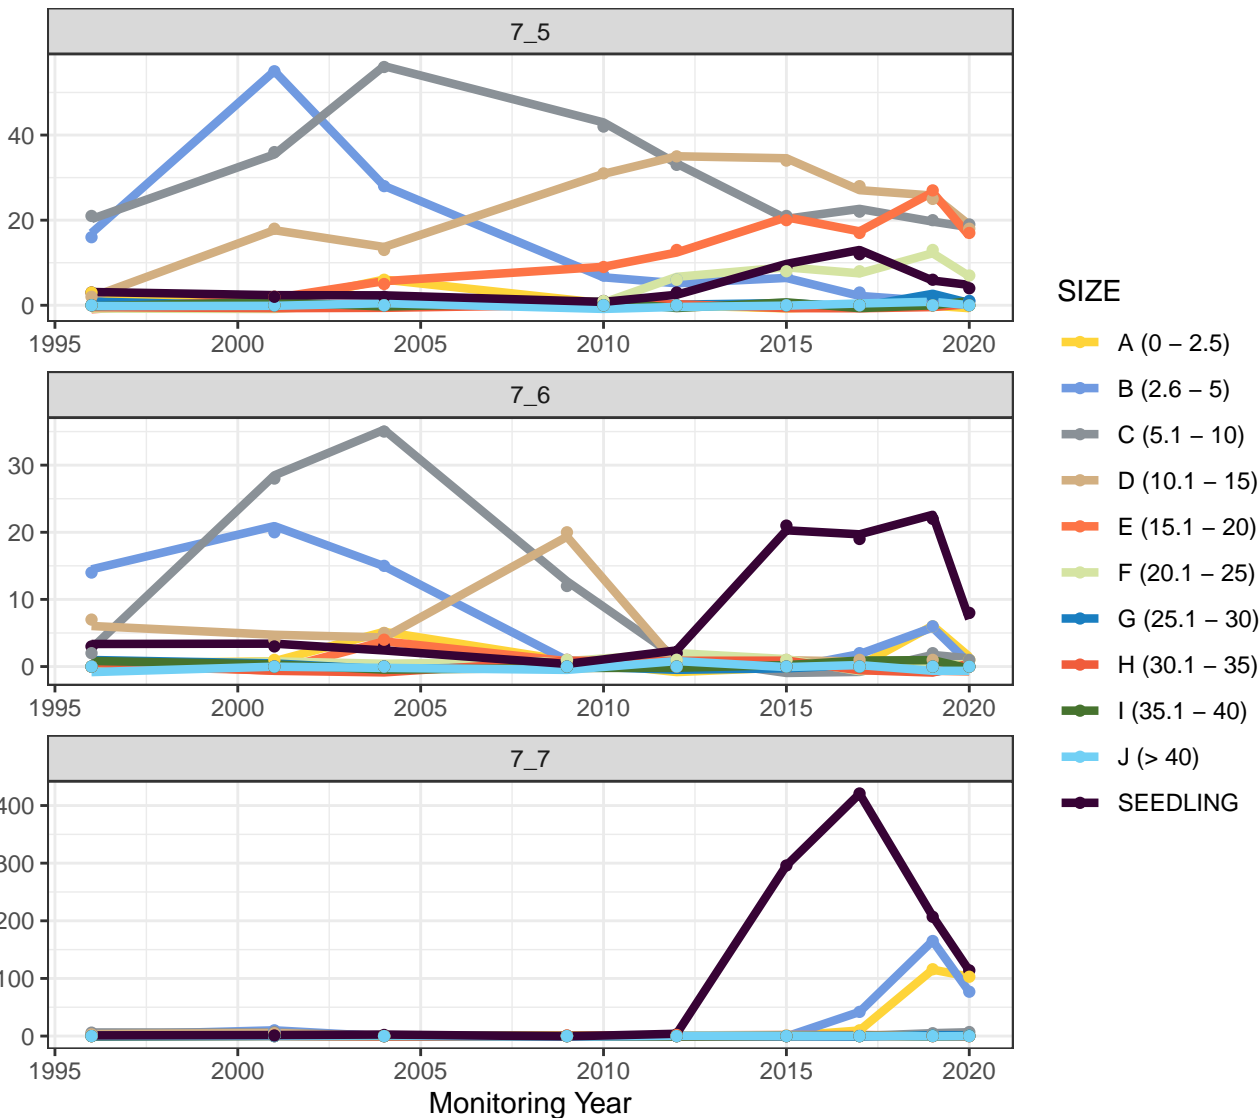 7_5
40
20
0
1995 2000 2005 2010 2015 2020
7_6
30
20
10
0
1995 2000 2005 2010 2015 2020
7_7
400
300
200
100
0
1995 2000 2005 2010 2015 2020
Monitoring Year
SIZE
A (0 − 2.5)
B (2.6 − 5)
C (5.1 − 10)
D (10.1 − 15)
E (15.1 − 20)
F (20.1 − 25)
G (25.1 − 30)
H (30.1 − 35)
I (35.1 − 40)
J (> 40)
SEEDLING